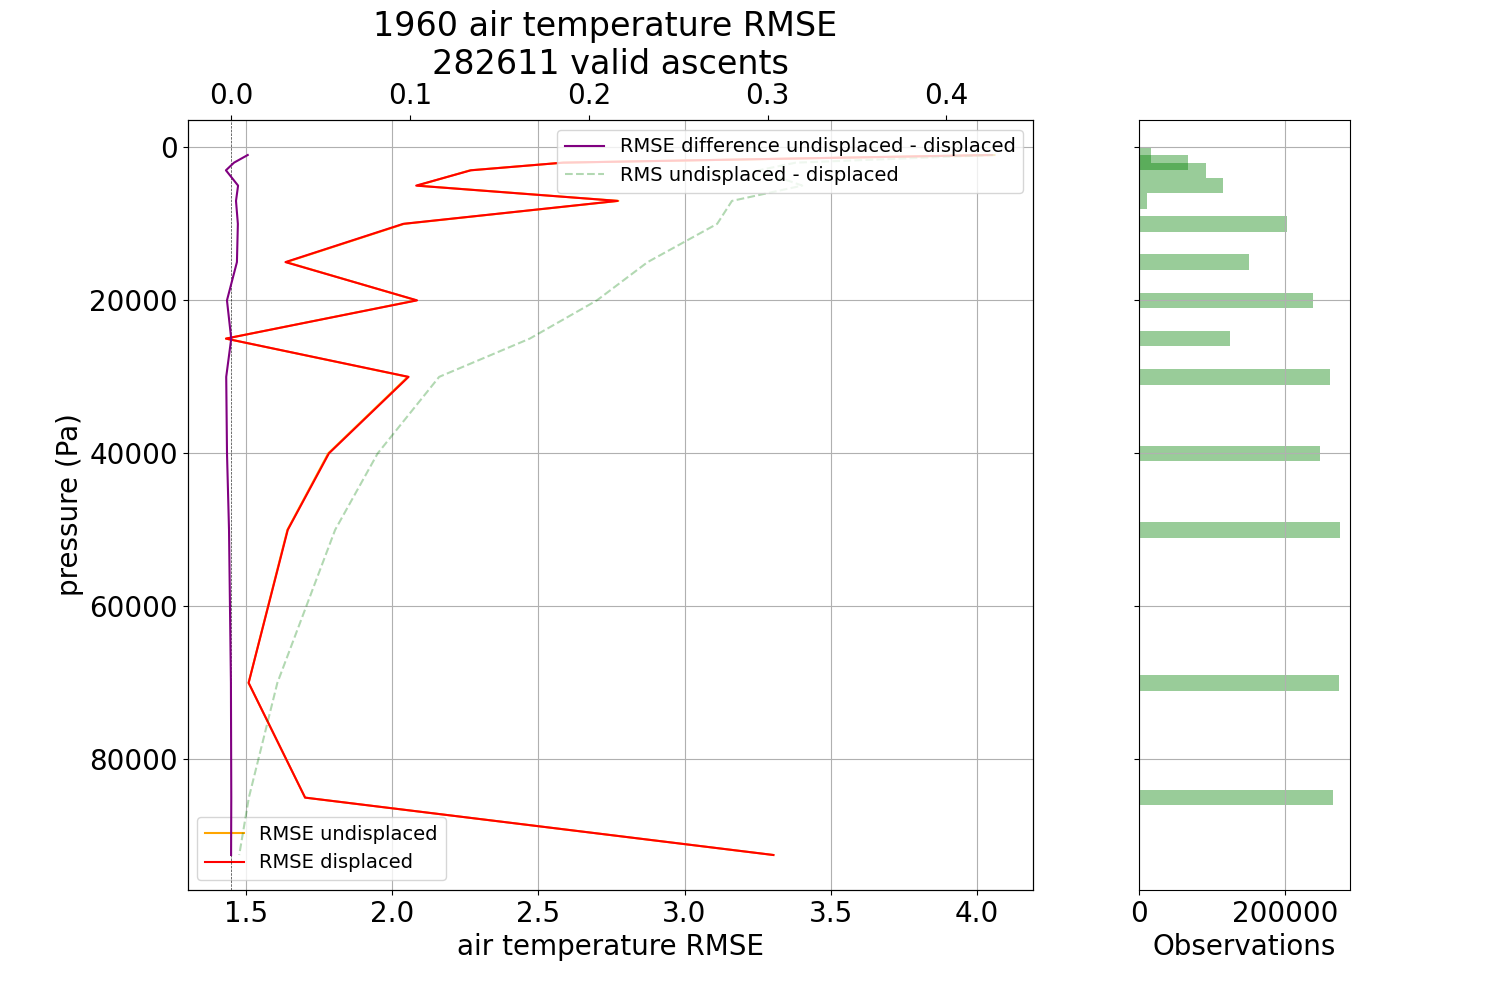 1960 air temperature RMSE
282611 valid ascents
0.0 0.1 0.2 0.3 0.4
RMSE difference undisplaced - displaced
RMS undisplaced - displaced
0
20000
40000
60000
80000
pressure (Pa)
RMSE undisplaced
RMSE displaced
1.5 2.0 2.5 3.0 3.5 4.0
air temperature RMSE
0 200000
Observations